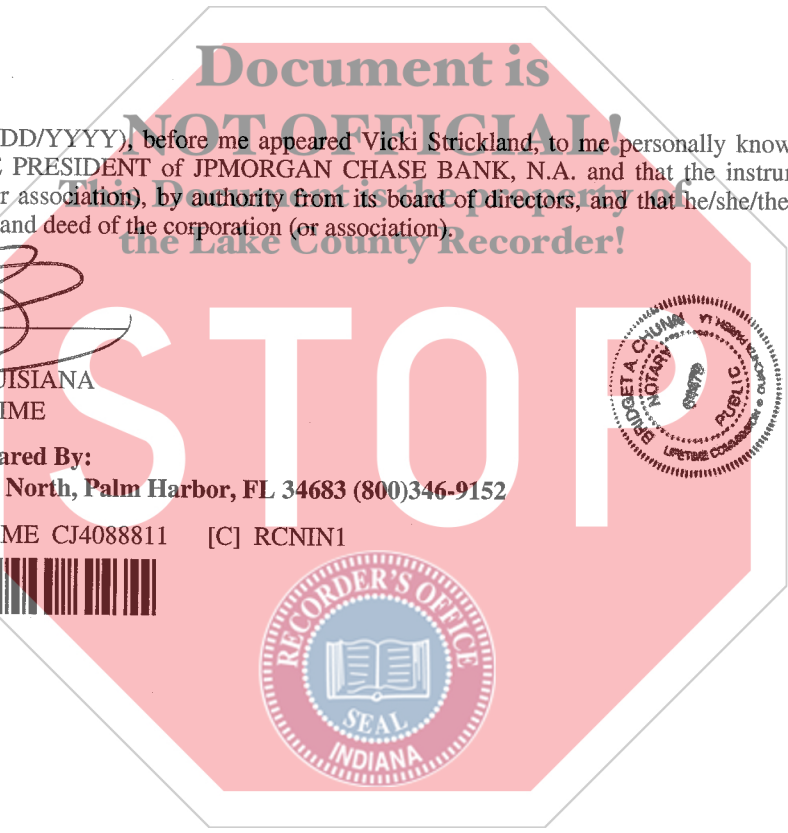 Document is
NOT OFFICIAL!
This Document is the property of
the Lake County Recorder!
DD/YYYY), before me appeared Vicki Strickland, to me personally know
PRESIDENT of JPMORGAN CHASE BANK, N.A. and that the instru
r association), by authority from its board of directors, and that he/she/the
and deed of the corporation (or association).
STOP
UISIANA
IME
ared By:
North, Palm Harbor, FL 34683 (800)346-9152
ME CJ4088811 [C] RCNIN1
BRIDGET A. CHUNN
NOTARY
PUBLIC
LIFETIME COMMISSION
RECORDER'S OFFICE
SEAL
INDIANA